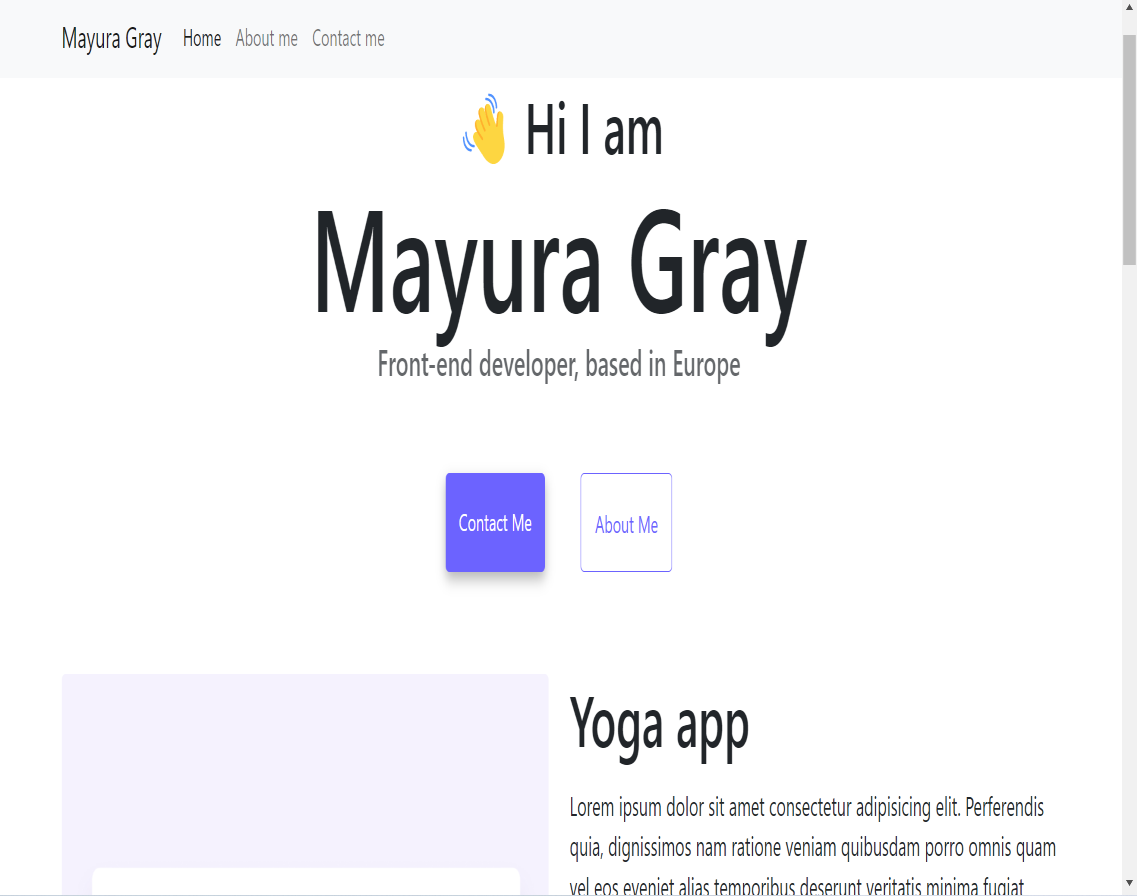 Mayura Gray Home About me Contact me
Hi I am
Mayura Gray
Front-end developer, based in Europe
Contact Me About Me
Yoga app
Lorem ipsum dolor sit amet consectetur adipisicing elit. Perferendis
quia, dignissimos nam ratione veniam quibusdam porro omnis quam
vel eos eveniet alias temporibus deserunt veritatis minima fugiat